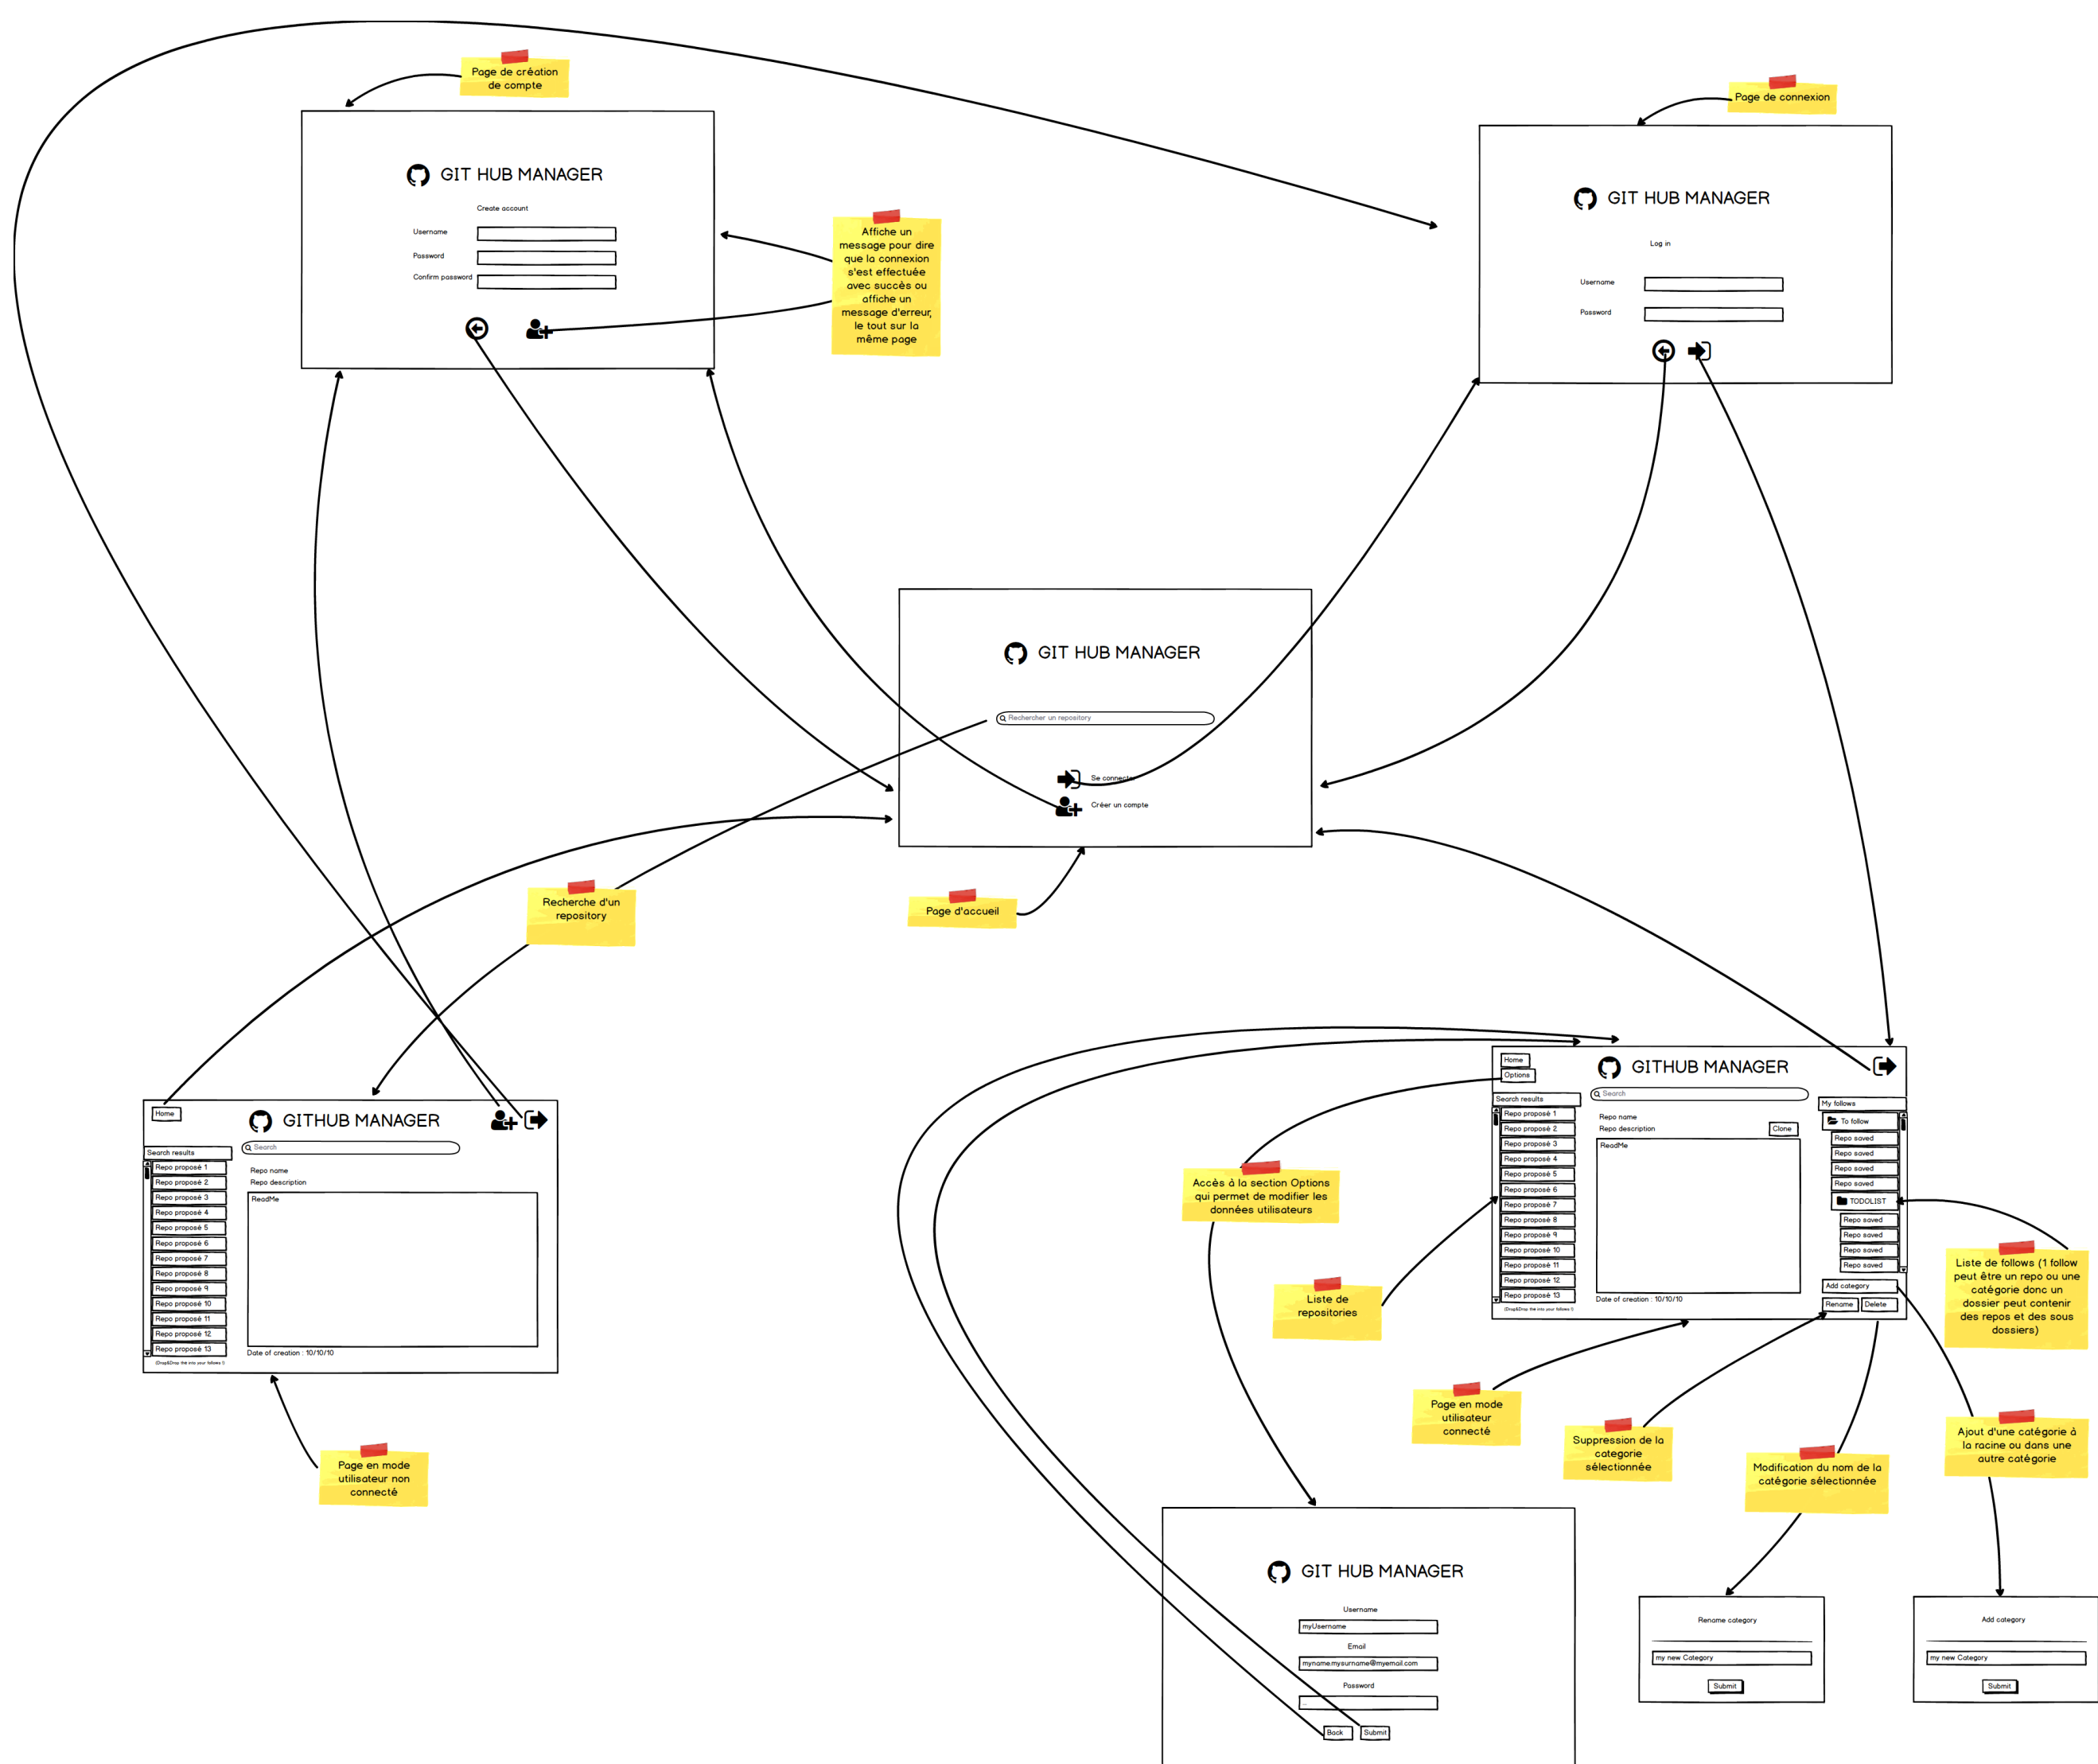 Page de création
de compte
GIT HUB MANAGER
Create account
Username
Password
Confirm password
Affiche un
message pour dire
que la connexion
s'est effectuée
avec succès ou
affiche un
message d'erreur,
le tout sur la
même page
Page de connexion
GIT HUB MANAGER
Log in
Username
Password
GIT HUB MANAGER
Rechercher un repository
Se connecter
Créer un compte
Page d'accueil
Recherche d'un
repository
Home
GITHUB MANAGER
Search
Search results
Repo proposé 1
Repo proposé 2
Repo proposé 3
Repo proposé 4
Repo proposé 5
Repo proposé 6
Repo proposé 7
Repo proposé 8
Repo proposé 9
Repo proposé 10
Repo proposé 11
Repo proposé 12
Repo proposé 13
(Drag&Drop the into your follows !)
Repo name
Repo description
ReadMe
Date of creation : 10/10/10
Page en mode
utilisateur non
connecté
Home
Options
GITHUB MANAGER
Search
Search results
Repo proposé 1
Repo proposé 2
Repo proposé 3
Repo proposé 4
Repo proposé 5
Repo proposé 6
Repo proposé 7
Repo proposé 8
Repo proposé 9
Repo proposé 10
Repo proposé 11
Repo proposé 12
Repo proposé 13
(Drag&Drop the into your follows !)
Repo name
Repo description
Clone
ReadMe
Date of creation : 10/10/10
My follows
To follow
Repo saved
Repo saved
Repo saved
Repo saved
TODOLIST
Repo saved
Repo saved
Repo saved
Repo saved
Add category
Rename
Delete
Accès à la section Options
qui permet de modifier les
données utilisateurs
Liste de
repositories
Liste de follows (1 follow
peut être un repo ou une
catégorie donc un
dossier peut contenir
des repos et des sous
dossiers)
Page en mode
utilisateur
connecté
Suppression de la
categorie
sélectionnée
Modification du nom de la
catégorie sélectionnée
Ajout d'une catégorie à
la racine ou dans une
autre catégorie
GIT HUB MANAGER
Username
myUsername
Email
myname.mysurname@myemail.com
Password
Back
Submit
Rename category
my new Category
Submit
Add category
my new Category
Submit